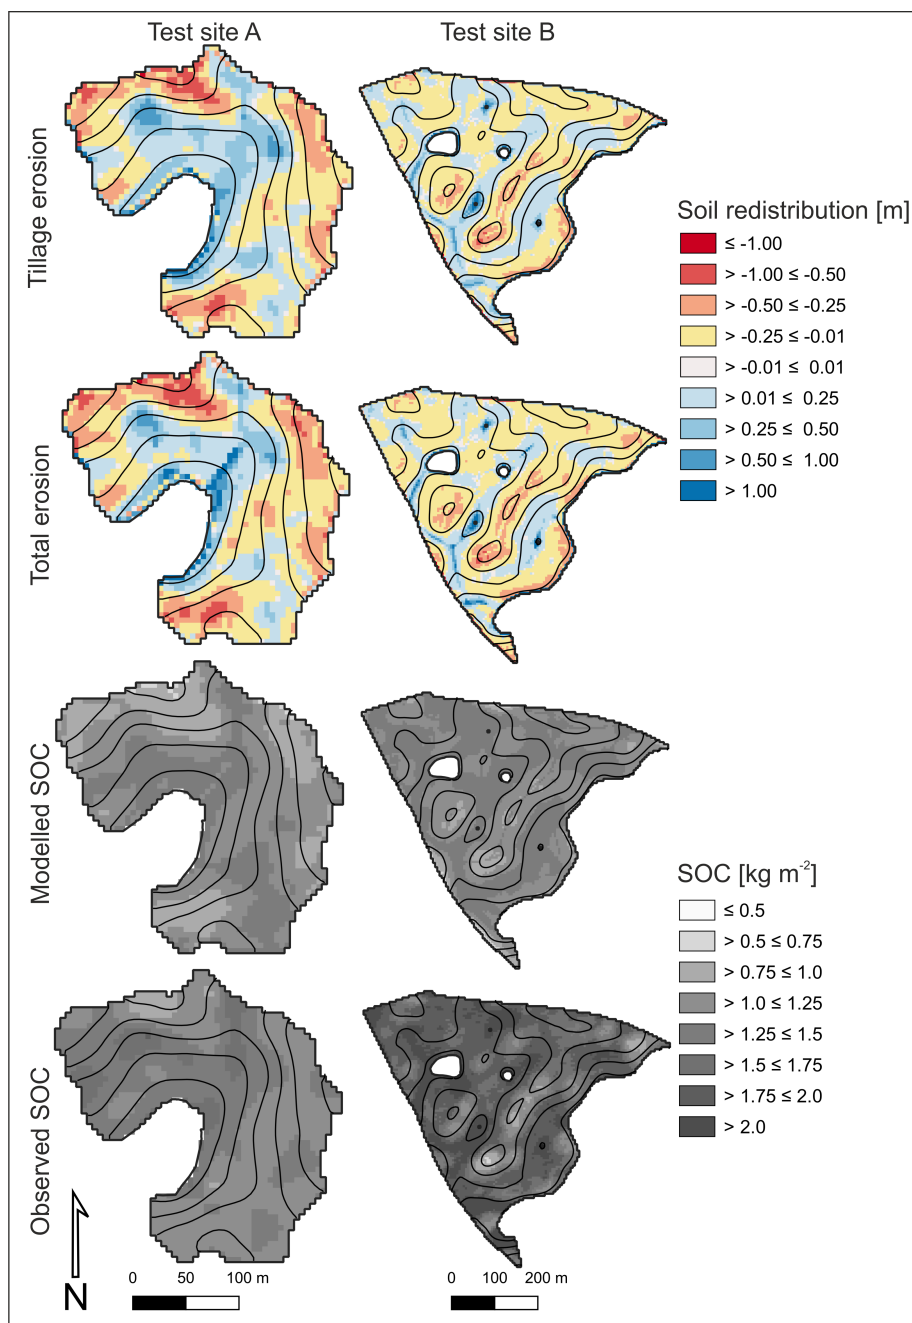 Test site A
Test site B
Tillage erosion
Soil redistribution [m]
≤ -1.00
> -1.00 ≤ -0.50
> -0.50 ≤ -0.25
> -0.25 ≤ -0.01
> -0.01 ≤ 0.01
> 0.01 ≤ 0.25
> 0.25 ≤ 0.50
> 0.50 ≤ 1.00
> 1.00
Total erosion
Modelled SOC
SOC [kg m⁻²]
≤ 0.5
> 0.5 ≤ 0.75
> 0.75 ≤ 1.0
> 1.0 ≤ 1.25
> 1.25 ≤ 1.5
> 1.5 ≤ 1.75
> 1.75 ≤ 2.0
> 2.0
Observed SOC
N
0 50 100 m
0 100 200 m